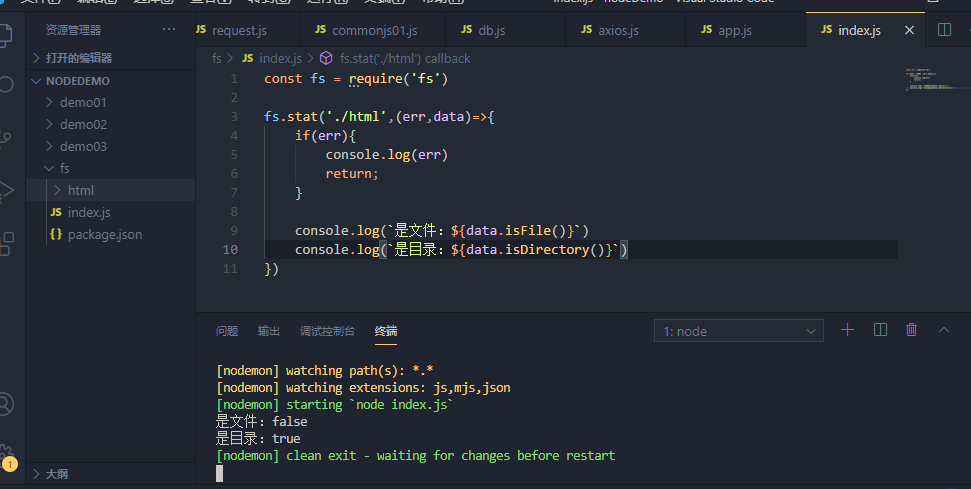 index.js - nodeDemo - Visual Studio Code
资源管理器 ···
request.js
JS commonjs01.js
JS db.js
JS axios.js
JS app.js
JS index.js
打开的编辑器
fs > JS index.js > fs.stat('./html') callback
NODEDEMO
demo01
demo02
demo03
fs
html
JS index.js
{} package.json
大纲
1
1 const fs = require('fs')
2
3 fs.stat('./html',(err,data)=>{
4 if(err){
5 console.log(err)
6 return;
7 }
8
9 console.log(`是文件：${data.isFile()}`)
10 console.log(`是目录：${data.isDirectory()}`)
11 })
问题 输出 调试控制台 终端
1: node
[nodemon] watching path(s): *.*
[nodemon] watching extensions: js,mjs,json
[nodemon] starting `node index.js`
是文件：false
是目录：true
[nodemon] clean exit - waiting for changes before restart